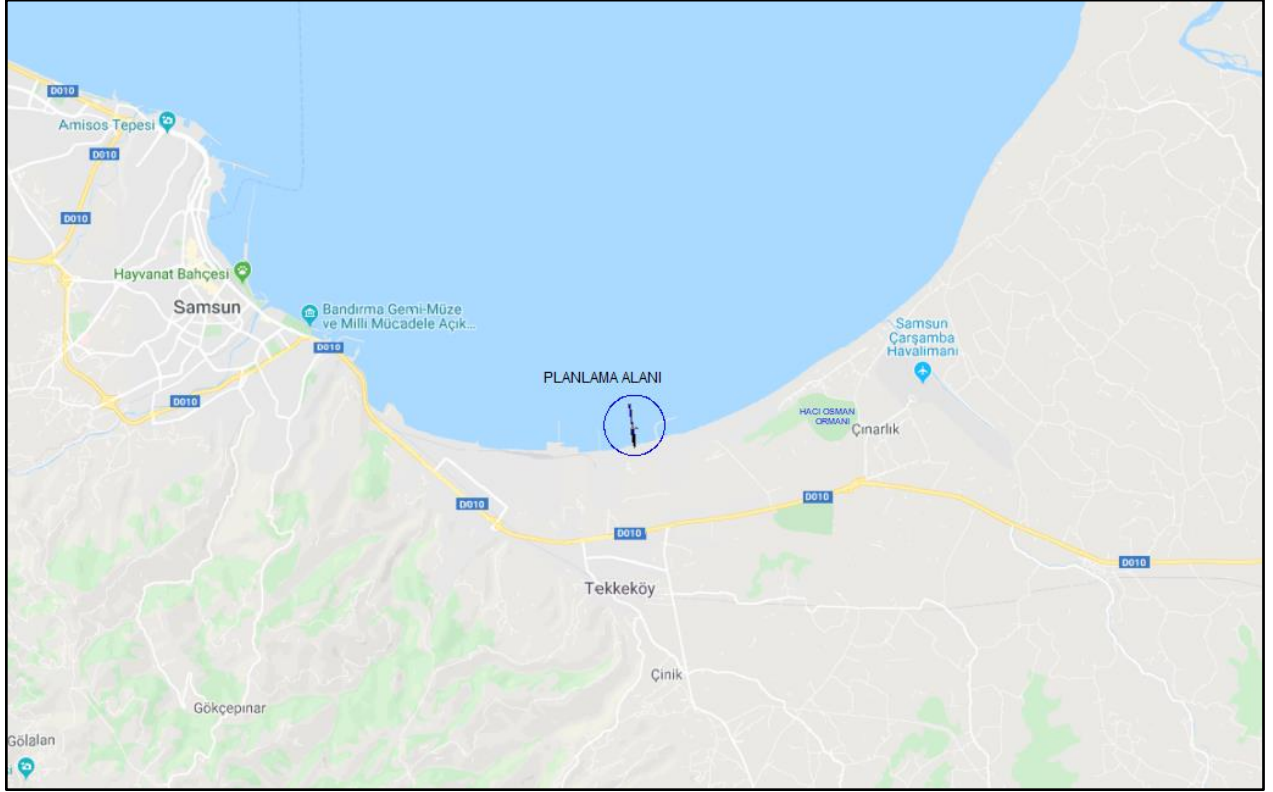 D010
Amisos Tepesi
D010
D010
Hayvanat Bahçesi
Samsun
Bandırma Gemi-Müze
ve Milli Mücadele Açık...
D010
Samsun
Çarşamba
Havalimanı
PLANLAMA ALANI
D010
HACI OSMAN
ORMANI
Çınarlık
D010
D010
D010
D010
Tekkeköy
Çinik
Gökçepınar
Gölalan